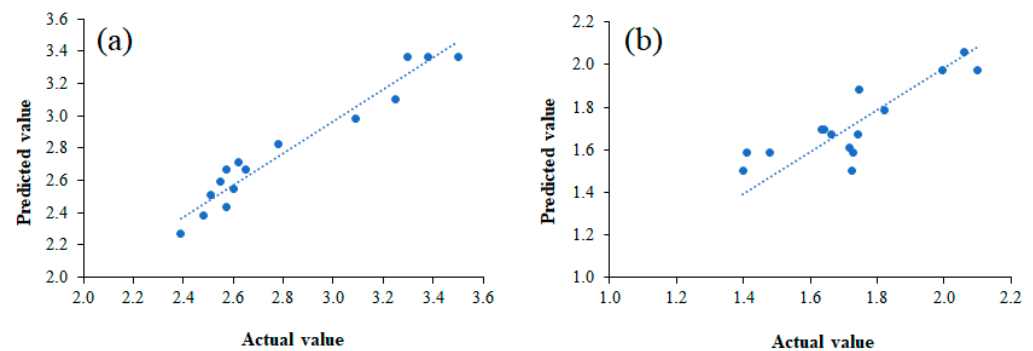 (a)
Predicted value
3.6
3.4
3.2
3.0
2.8
2.6
2.4
2.2
2.0
2.0 2.2 2.4 2.6 2.8 3.0 3.2 3.4 3.6
Actual value
(b)
Predicted value
2.2
2.0
1.8
1.6
1.4
1.2
1.0
1.0 1.2 1.4 1.6 1.8 2.0 2.2
Actual value